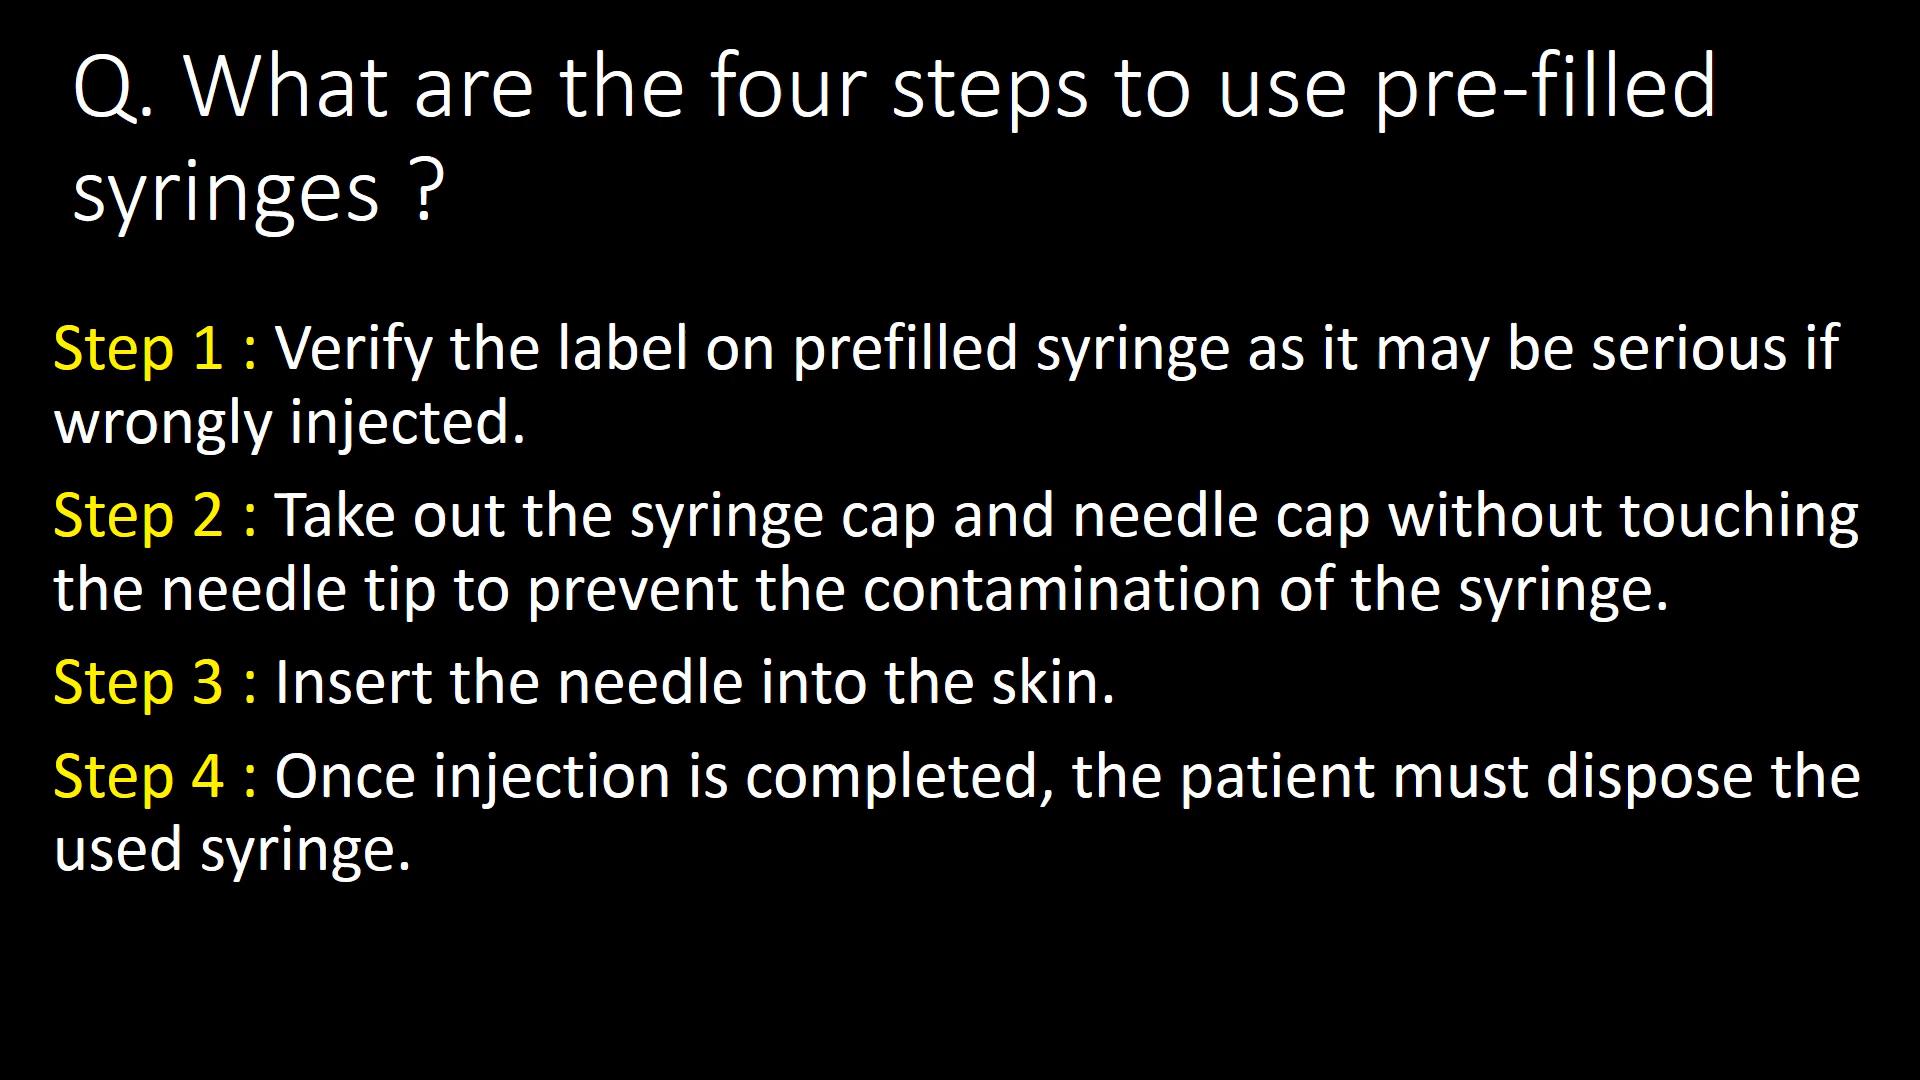 Q. What are the four steps to use pre-filled
syringes ?
Step 1 : Verify the label on prefilled syringe as it may be serious if
wrongly injected.
Step 2 : Take out the syringe cap and needle cap without touching
the needle tip to prevent the contamination of the syringe.
Step 3 : Insert the needle into the skin.
Step 4 : Once injection is completed, the patient must dispose the
used syringe.